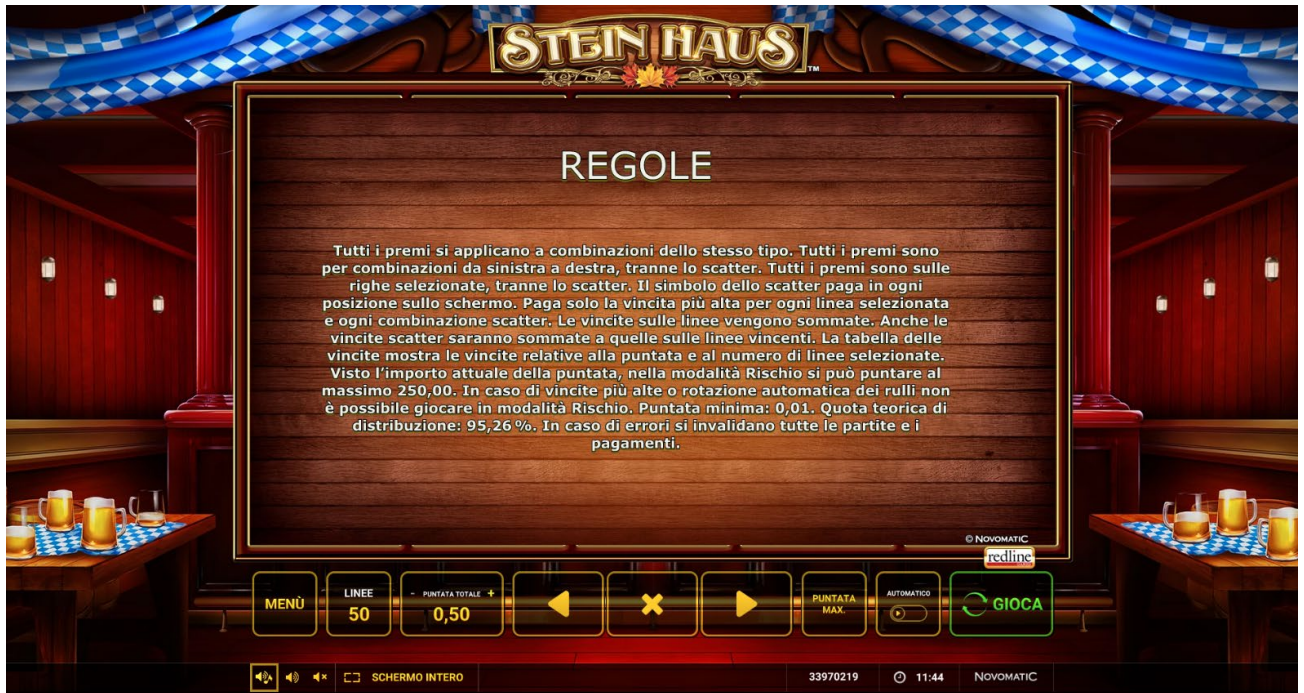 STEIN HAUS
™
REGOLE
Tutti i premi si applicano a combinazioni dello stesso tipo. Tutti i premi sono
per combinazioni da sinistra a destra, tranne lo scatter. Tutti i premi sono sulle
righe selezionate, tranne lo scatter. Il simbolo dello scatter paga in ogni
posizione sullo schermo. Paga solo la vincita più alta per ogni linea selezionata
e ogni combinazione scatter. Le vincite sulle linee vengono sommate. Anche le
vincite scatter saranno sommate a quelle sulle linee vincenti. La tabella delle
vincite mostra le vincite relative alla puntata e al numero di linee selezionate.
Visto l'importo attuale della puntata, nella modalità Rischio si può puntare al
massimo 250,00. In caso di vincite più alte o rotazione automatica dei rulli non
è possibile giocare in modalità Rischio. Puntata minima: 0,01. Quota teorica di
distribuzione: 95,26 %. In caso di errori si invalidano tutte le partite e i
pagamenti.
© NOVOMATIC
redline
MENÙ
LINEE
50
- PUNTATA TOTALE +
0,50
PUNTATA
MAX.
AUTOMATICO
GIOCA
SCHERMO INTERO
33970219
11:44
NOVOMATIC